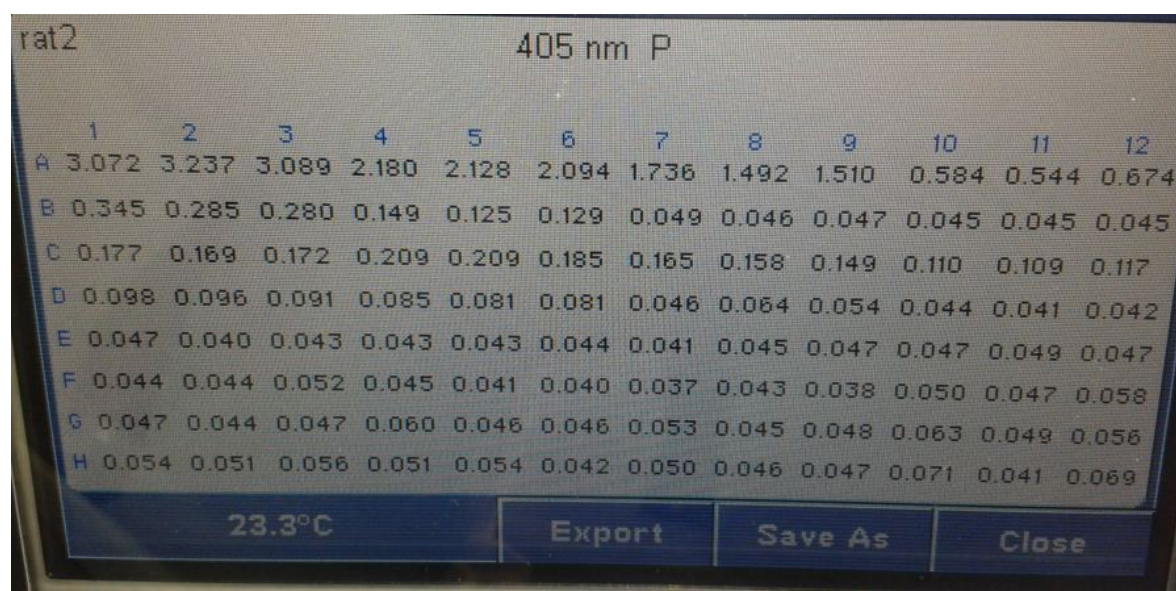 rat2 405 nm P
1 2 3 4 5 6 7 8 9 10 11 12
A 3.072 3.237 3.089 2.180 2.128 2.094 1.736 1.492 1.510 0.584 0.544 0.674
B 0.345 0.285 0.280 0.149 0.125 0.129 0.049 0.046 0.047 0.045 0.045 0.045
C 0.177 0.169 0.172 0.209 0.209 0.185 0.165 0.158 0.149 0.110 0.109 0.117
D 0.098 0.096 0.091 0.085 0.081 0.081 0.046 0.064 0.054 0.044 0.041 0.042
E 0.047 0.040 0.043 0.043 0.043 0.044 0.041 0.045 0.047 0.047 0.049 0.047
F 0.044 0.044 0.052 0.045 0.041 0.040 0.037 0.043 0.038 0.050 0.047 0.058
G 0.047 0.044 0.047 0.060 0.046 0.046 0.053 0.045 0.048 0.063 0.049 0.056
H 0.054 0.051 0.056 0.051 0.054 0.042 0.050 0.046 0.047 0.071 0.041 0.069
23.3°C Export Save As Close